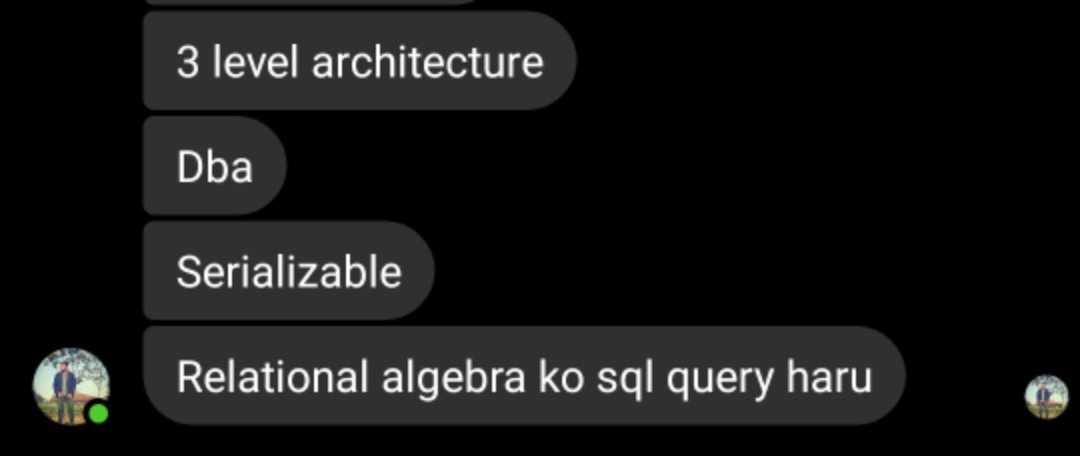 3 level architecture
Dba
Serializable
Relational algebra ko sql query haru